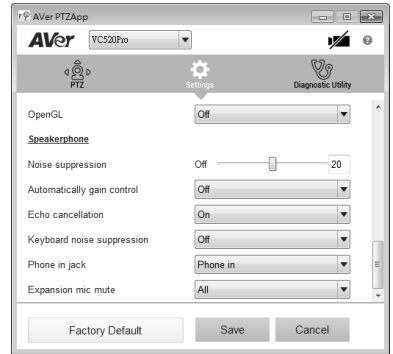 AVer PTZApp
AVer VC520Pro
PTZ Settings Diagnostic Utility
OpenGL Off
Speakerphone
Noise suppression Off 20
Automatically gain control Off
Echo cancellation On
Keyboard noise suppression Off
Phone in jack Phone in
Expansion mic mute All
Factory Default Save Cancel